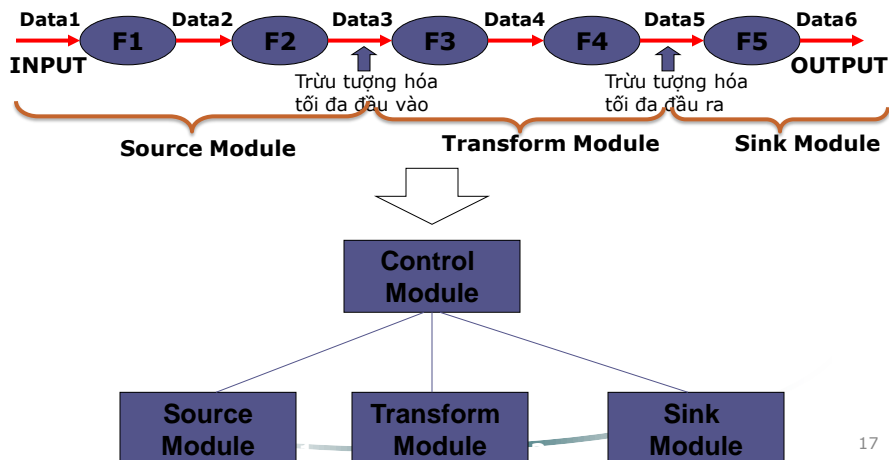 Data1 Data2 Data3 Data4 Data5 Data6
F1 F2 F3 F4 F5
INPUT OUTPUT
Trừu tượng hóa
tối đa đầu vào
Trừu tượng hóa
tối đa đầu ra
Source Module Transform Module Sink Module
Control
Module
Source
Module
Transform
Module
Sink
Module
17